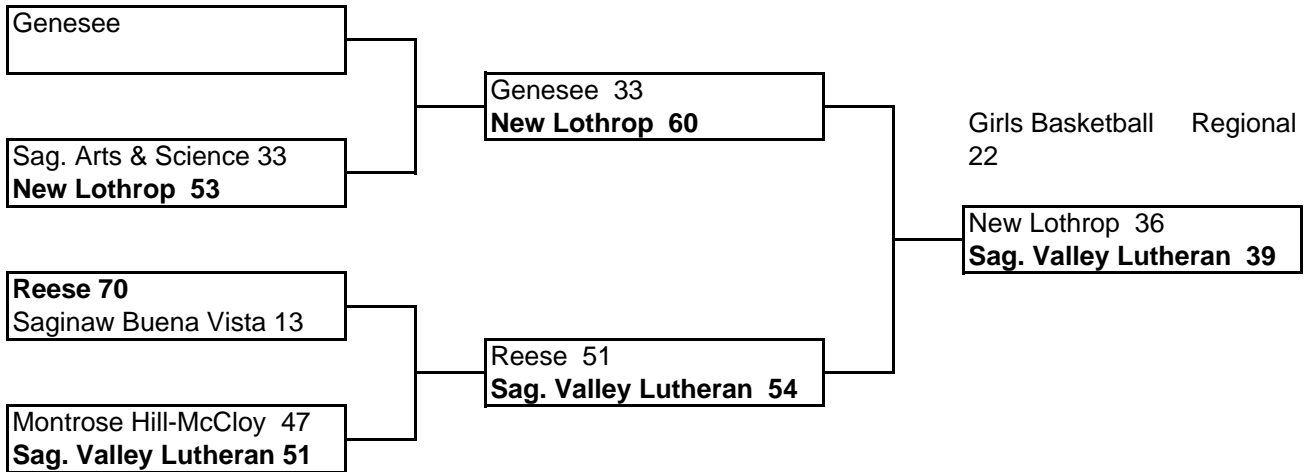 Genesee
Sag. Arts & Science 33
New Lothrop 53
Reese 70
Saginaw Buena Vista 13
Montrose Hill-McCloy 47
Sag. Valley Lutheran 51
Genesee 33
New Lothrop 60
Reese 51
Sag. Valley Lutheran 54
Girls Basketball Regional
22
New Lothrop 36
Sag. Valley Lutheran 39